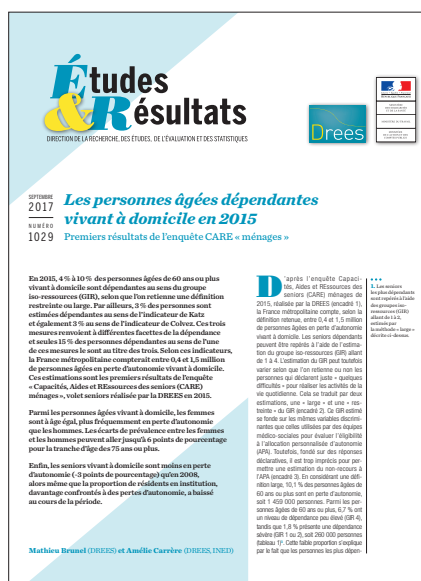 Études
& Résultats
DIRECTION DE LA RECHERCHE, DES ÉTUDES, DE L'ÉVALUATION ET DES STATISTIQUES
Drees
SEPTEMBRE
2017
NUMÉRO
1029
Les personnes âgées dépendantes
vivant à domicile en 2015
Premiers résultats de l'enquête CARE « ménages »
En 2015, 4 % à 10 % des personnes âgées de 60 ans ou plus
vivant à domicile sont dépendantes au sens du groupe
iso-ressources (GIR), selon que l'on retienne une définition
restreinte ou large. Par ailleurs, 3 % des personnes sont
estimées dépendantes au sens de l'indicateur de Katz
et également 3 % au sens de l'indicateur de Colvez. Ces trois
mesures renvoient à différentes facettes de la dépendance
et seules 15 % des personnes dépendantes au sens de l'une
de ces mesures le sont au titre des trois. Selon ces indicateurs,
la France métropolitaine compterait entre 0,4 et 1,5 million
de personnes âgées en perte d'autonomie vivant à domicile.
Ces estimations sont les premiers résultats de l'enquête
« Capacités, Aides et REssources des seniors (CARE)
ménages », volet seniors réalisée par la DREES en 2015.
Parmi les personnes âgées vivant à domicile, les femmes
sont à âge égal, plus fréquemment en perte d'autonomie
que les hommes. Les écarts de prévalence entre les femmes
et les hommes peuvent aller jusqu'à 6 points de pourcentage
pour la tranche d'âge des 75 ans ou plus.
Enfin, les seniors vivant à domicile sont moins en perte
d'autonomie (-3 points de pourcentage) qu'en 2008,
alors même que la proportion de résidents en institution,
davantage confrontés à des pertes d'autonomie, a baissé
au cours de la période.
Mathieu Brunel (DREES) et Amélie Carrère (DREES, INED)
D'après l'enquête Capaci-
tés, Aides et REssources des
seniors (CARE) ménages de
2015, réalisée par la DREES (encadré 1),
la France métropolitaine compte, selon la
définition retenue, entre 0,4 et 1,5 million
de personnes âgées en perte d'autonomie
vivant à domicile. Les seniors dépendants
peuvent être repérés à l'aide de l'estima-
tion du groupe iso-ressources (GIR) allant
de 1 à 4. L'estimation du GIR peut toutefois
varier selon que l'on retienne ou non les
personnes qui déclarent juste « quelques
difficultés » pour réaliser les activités de la
vie quotidienne. Cela se traduit par deux
estimations, une « large » et une « res-
treinte » du GIR (encadré 2). Ce GIR estimé
se fonde sur les mêmes variables discrimi-
nantes que celles utilisées par des équipes
médico-sociales pour évaluer l'éligibilité
à l'allocation personnalisée d'autonomie
(APA). Toutefois, fondé sur des réponses
déclaratives, il est trop imprécis pour per-
mettre une estimation du non-recours à
l'APA (encadré 3). En considérant une défi-
nition large, 10,1 % des personnes âgées de
60 ans ou plus sont en perte d'autonomie,
soit 1 459 000 personnes. Parmi les per-
sonnes âgées de 60 ans ou plus, 6,7 % ont
un niveau de dépendance peu élevé (GIR 4),
tandis que 1,8 % présente une dépendance
sévère (GIR 1 ou 2), soit 260 000 personnes
(tableau 1)¹. Cette faible proportion s'explique
par le fait que les personnes les plus dépen-
1. Les seniors
les plus dépendants
sont repérés à l'aide
des groupes iso-
ressources (GIR)
allant de 1 à 2,
estimés par
la méthode « large »
décrite ci-dessus.